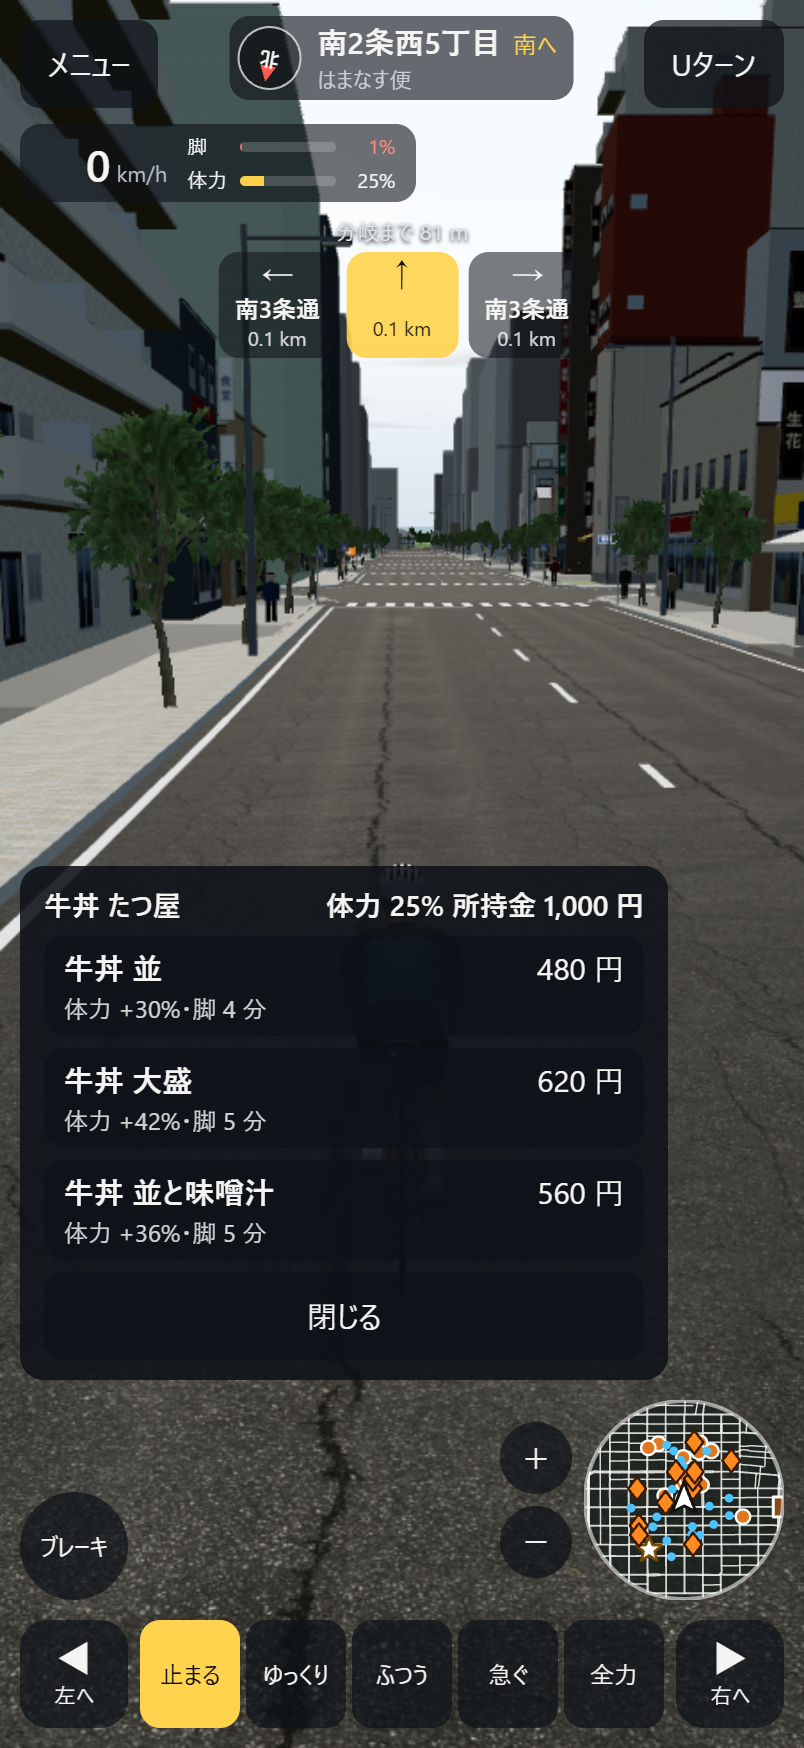 メニュー
北
南2条西5丁目 南へ
はまなす便
Uターン
0 km/h
脚 1%
体力 25%
分岐まで 81 m
← ↑ →
南3条通 南3条通
0.1 km 0.1 km 0.1 km
食堂
生花
牛丼 たつ屋 体力 25% 所持金 1,000 円
牛丼 並 480 円
体力 +30%・脚 4 分
牛丼 大盛 620 円
体力 +42%・脚 5 分
牛丼 並と味噌汁 560 円
体力 +36%・脚 5 分
閉じる
+
−
ブレーキ
◀ ▶
左へ 止まる ゆっくり ふつう 急ぐ 全力 右へ